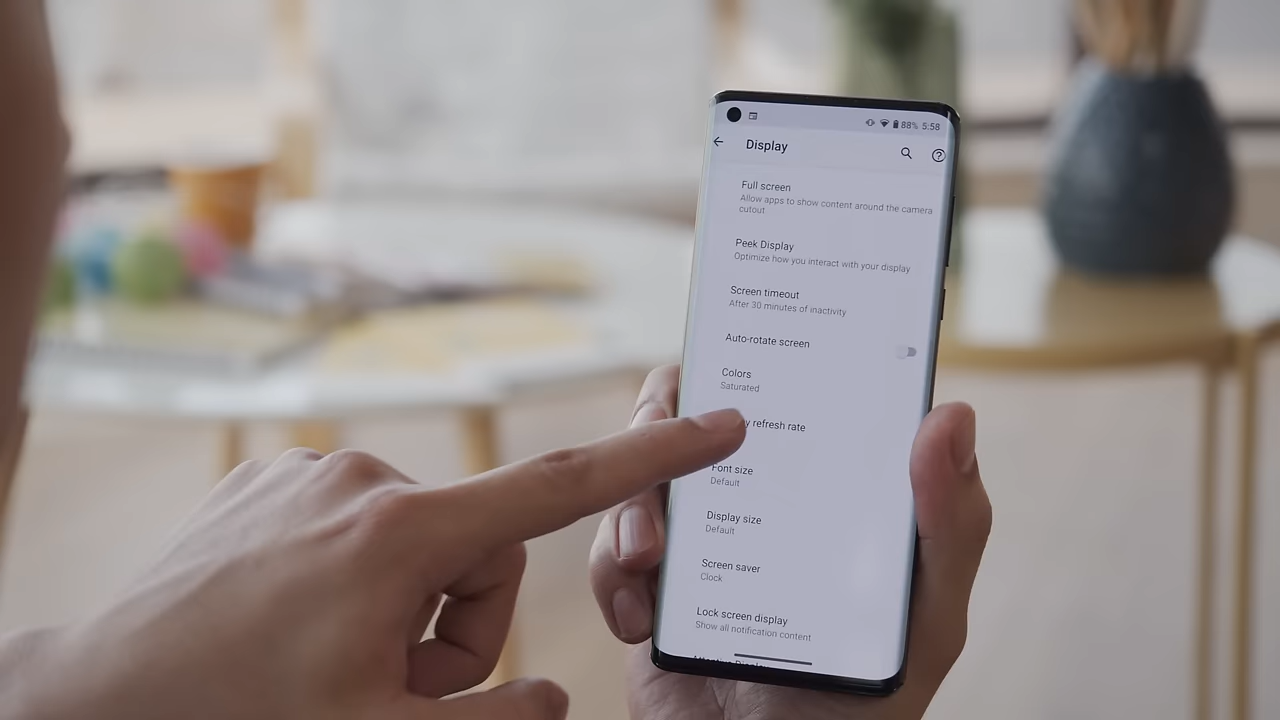 88% 5:58
Display
Full screen
Allow apps to show content around the camera
cutout
Peek Display
Optimize how you interact with your display
Screen timeout
After 30 minutes of inactivity
Auto-rotate screen
Colors
Saturated
refresh rate
Font size
Default
Display size
Default
Screen saver
Clock
Lock screen display
Show all notification content